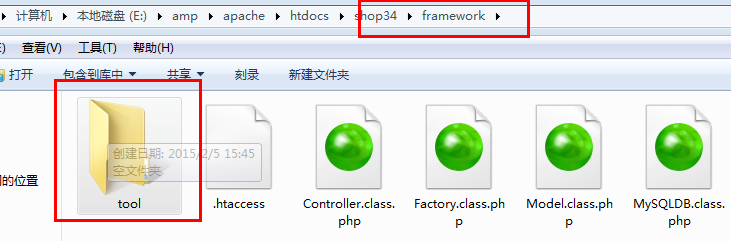 计算机 ▸ 本地磁盘 (E:) ▸ amp ▸ apache ▸ htdocs ▸ shop34 ▸ framework ▸
E) 查看(V) 工具(T) 帮助(H)
打开 包含到库中 ▼ 共享 ▼ 刻录 新建文件夹
创建日期: 2015/2/5 15:45
空文件夹
的位置
tool
.htaccess
Controller.class.
php
Factory.class.ph
p
Model.class.ph
p
MySQLDB.class.
php